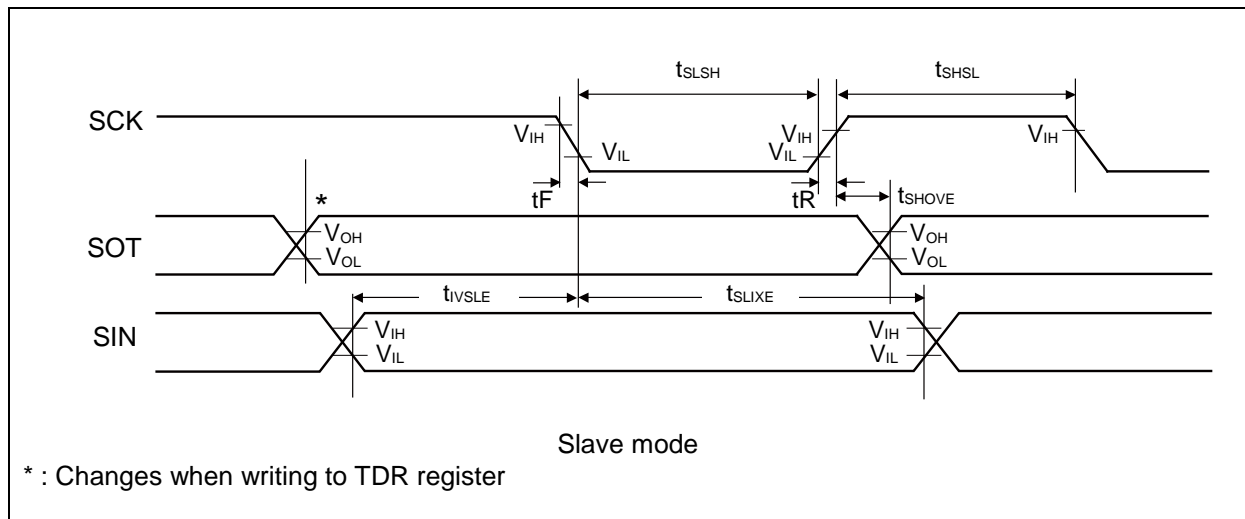 tSLSH
tSHSL
SCK
VIH
VIL
VIL
VIH
VIH
tF
tR
tSHOVE
*
SOT
VOH
VOL
VOH
VOL
tIVSLE
tSLIXE
SIN
VIH
VIL
VIH
VIL
Slave mode
* : Changes when writing to TDR register